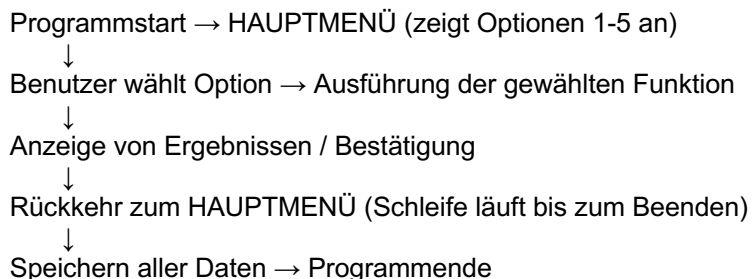 Programmstart → HAUPTMENÜ (zeigt Optionen 1-5 an)
↓
Benutzer wählt Option → Ausführung der gewählten Funktion
↓
Anzeige von Ergebnissen / Bestätigung
↓
Rückkehr zum HAUPTMENÜ (Schleife läuft bis zum Beenden)
↓
Speichern aller Daten → Programmende